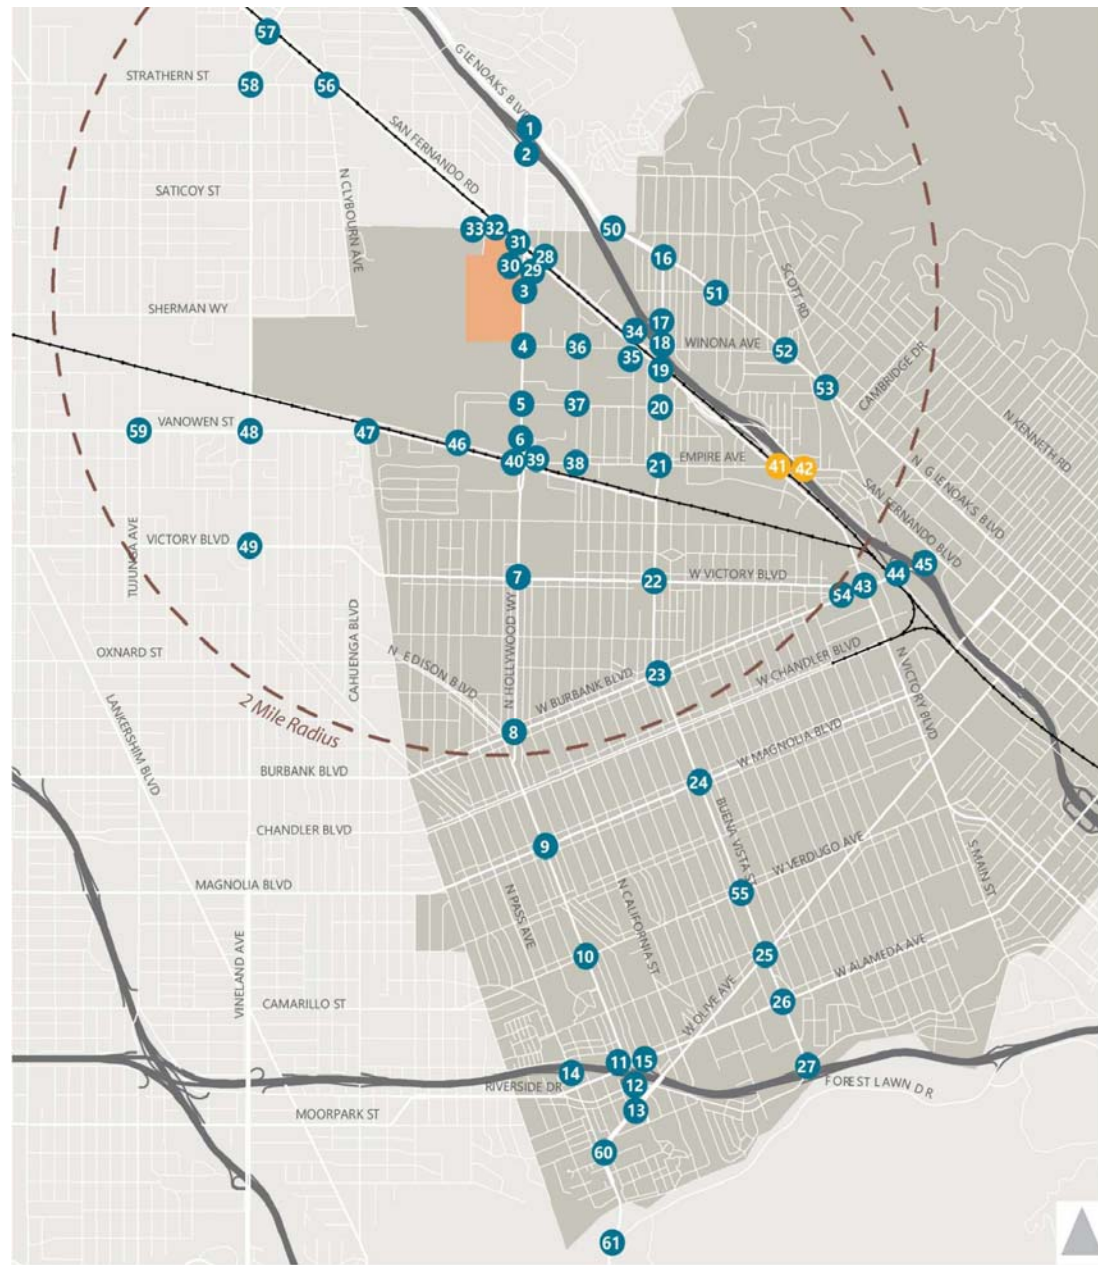 57
GLENOAKS BLVD
STRATHERN ST
58
56
1
SAN FERNANDO RD
2
SATICOY ST
N CLYBOURN AVE
33
32
50
31
28
16
30
29
SCOTT RD
3
51
SHERMAN WY
17
34
4
36
18
WINONA AVE
35
52
19
CAMBRIDGE DR
53
5
37
20
N KENNETH RD
59
VANOWEN ST
48
47
46
6
40
39
38
21
EMPIRE AVE
41
42
N GLENOAKS BLVD
SAN FERNANDO BLVD
TUJUNGA AVE
VICTORY BLVD
49
7
22
W VICTORY BLVD
45
44
43
54
N HOLLYWOOD WY
CAHUENGA BLVD
OXNARD ST
N EDISON BLVD
W CHANDLER BLVD
N VICTORY BLVD
23
W BURBANK BLVD
2 Mile Radius
8
LANKERSHIM BLVD
W MAGNOLIA BLVD
BURBANK BLVD
24
CHANDLER BLVD
BUENA VISTA ST
9
W VERDUGO AVE
S MAIN ST
MAGNOLIA BLVD
N PASS AVE
N CALIFORNIA ST
55
VINELAND AVE
10
25
W ALAMEDA AVE
W OLIVE AVE
CAMARILLO ST
26
11
15
14
27
RIVERSIDE DR
12
FOREST LAWN DR
MOORPARK ST
13
60
61